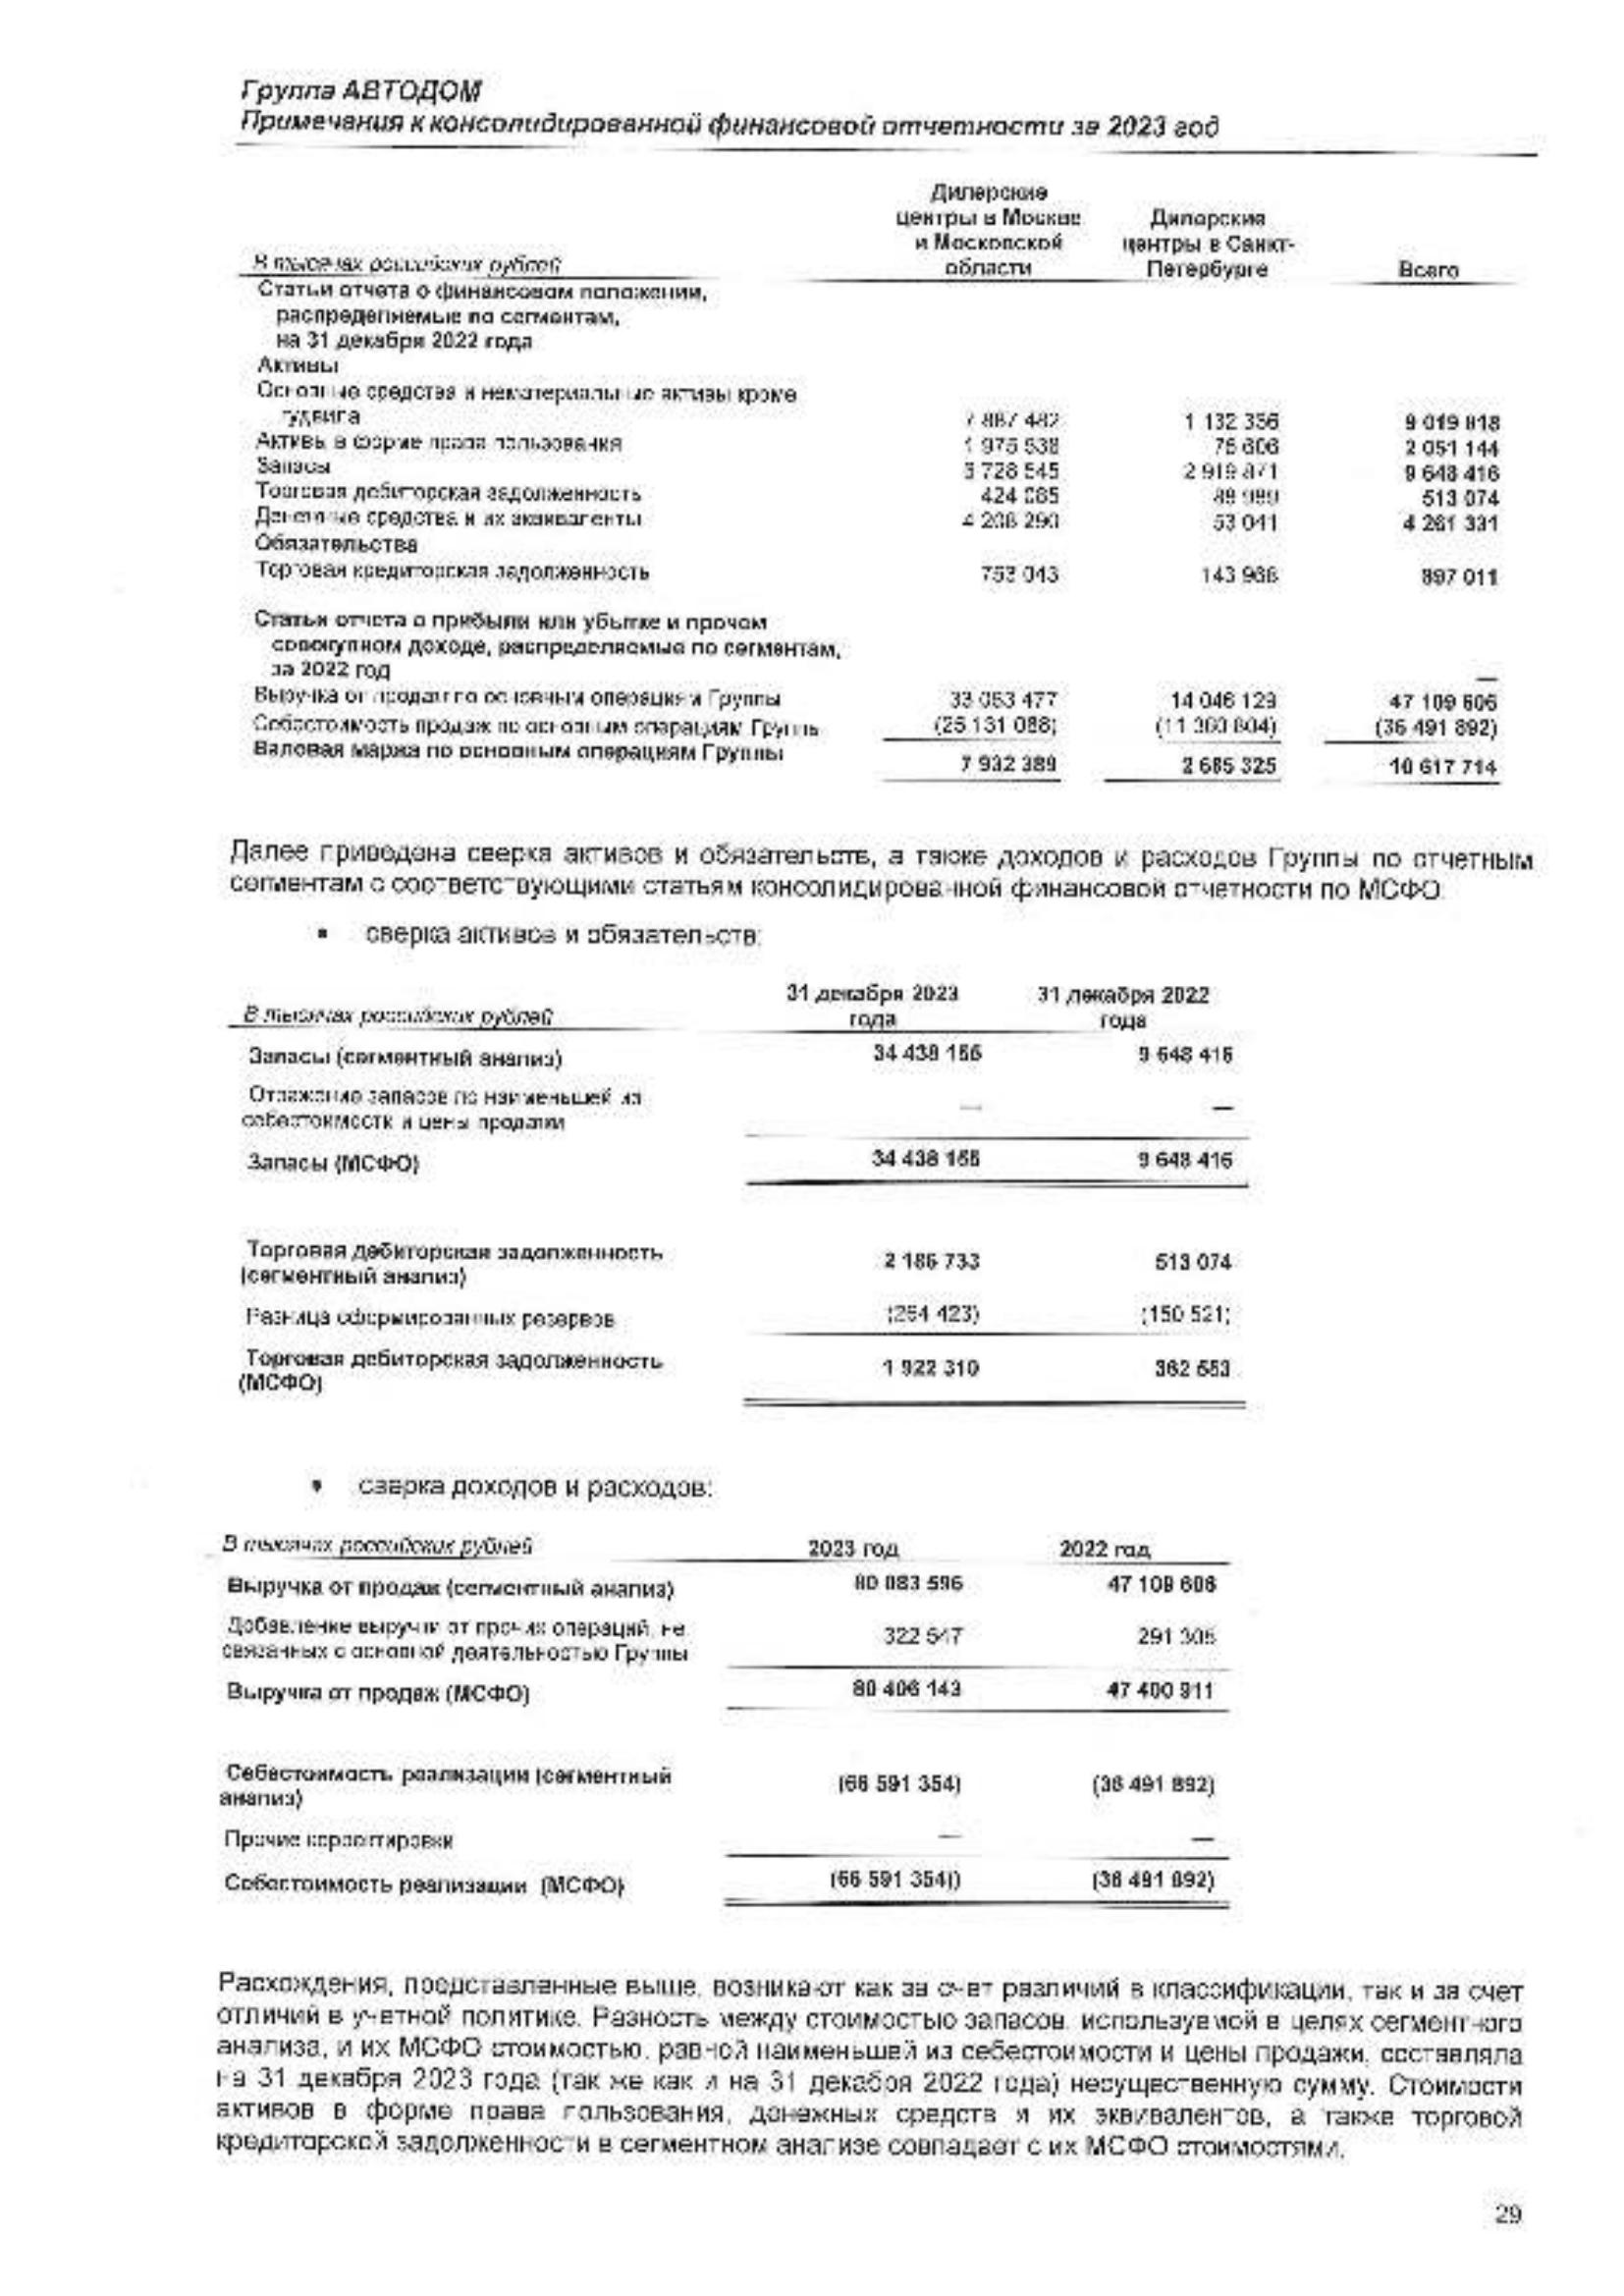 Группа АВТОДОМ
Примечания к консолидированной финансовой отчетности за 2023 год
Дилерские
центры в Москве
и Московской
области
Дилерские
центры в Санкт-
Петербурге
Всего
В тысячах российских рублей
Статьи отчета о финансовом положении,
распределяемые по сегментам,
на 31 декабря 2022 года
Активы
Основные средства и нематериальные активы кроме
гудвила 7 887 482 1 132 336 9 019 818
Активы в форме права пользования 1 975 538 75 606 2 051 144
Запасы 2 919 871 9 648 416
Торговая дебиторская задолженность 424 085 88 989 513 074
Денежные средства и их эквиваленты 4 208 290 53 041 4 261 331
Обязательства
Торговая кредиторская задолженность 753 043 143 968 897 011
Статьи отчета о прибыли или убытке и прочем
совокупном доходе, распределяемые по сегментам,
за 2022 год —
Выручка от продаж по основным операциям Группы 33 063 477 14 046 129 47 109 606
Себестоимость продаж по основным операциям Группы (25 131 088) (11 360 804) (36 491 892)
Валовая маржа по основным операциям Группы 7 932 389 2 685 325 10 617 714
Далее приведена сверка активов и обязательств, а также доходов и расходов Группы по отчетным
сегментам с соответствующими статьям консолидированной финансовой отчетности по МСФО:
• сверка активов и обязательств:
В тысячах российских рублей
31 декабря 2023
года
31 декабря 2022
года
Запасы (сегментный анализ) 34 438 166 9 648 416
Отражение запасов по наименьшей из
себестоимости и цены продажи — —
Запасы (МСФО) 34 438 166 9 648 416
Торговая дебиторская задолженность
(сегментный анализ) 2 186 733 513 074
Разница сформированных резервов (264 423) (150 521)
Торговая дебиторская задолженность
(МСФО) 1 922 310 362 553
• сверка доходов и расходов:
В тысячах российских рублей 2023 год 2022 год
Выручка от продаж (сегментный анализ) 80 083 596 47 109 606
Добавление выручки от прочих операций, не
связанных с основной деятельностью Группы 322 547 291 305
Выручка от продаж (МСФО) 80 406 143 47 400 911
Себестоимость реализации (сегментный
анализ) (66 591 354) (36 491 892)
Прочие корректировки — —
Себестоимость реализации (МСФО) (66 591 354)) (36 491 892)
Расхождения, представленные выше, возникают как за счет различий в классификации, так и за счет
отличий в учетной политике. Разность между стоимостью запасов, используемой в целях сегментного
анализа, и их МСФО стоимостью, равной наименьшей из себестоимости и цены продажи, составляла
на 31 декабря 2023 года (так же как и на 31 декабря 2022 года) несущественную сумму. Стоимости
активов в форме права пользования, денежных средств и их эквивалентов, а также торговой
кредиторской задолженности в сегментном анализе совпадает с их МСФО стоимостями.
29